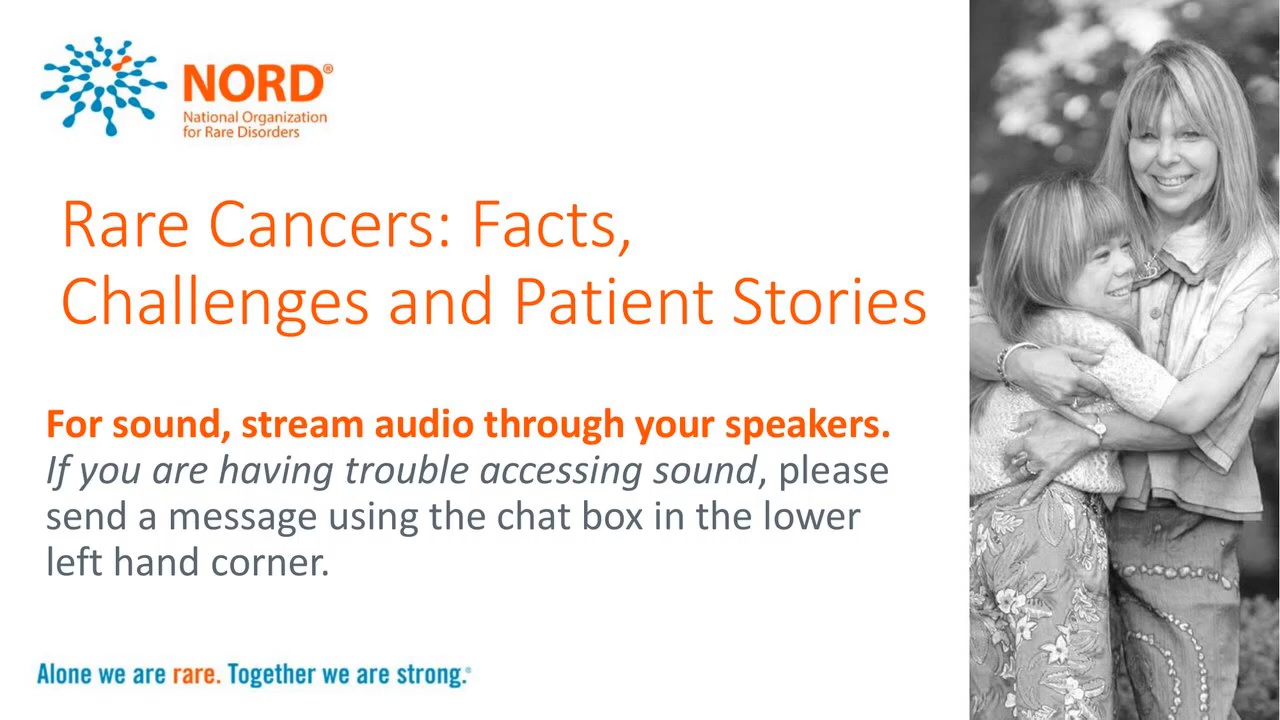 NORD®
National Organization
for Rare Disorders
Rare Cancers: Facts,
Challenges and Patient Stories
For sound, stream audio through your speakers.
If you are having trouble accessing sound, please
send a message using the chat box in the lower
left hand corner.
Alone we are rare. Together we are strong.®